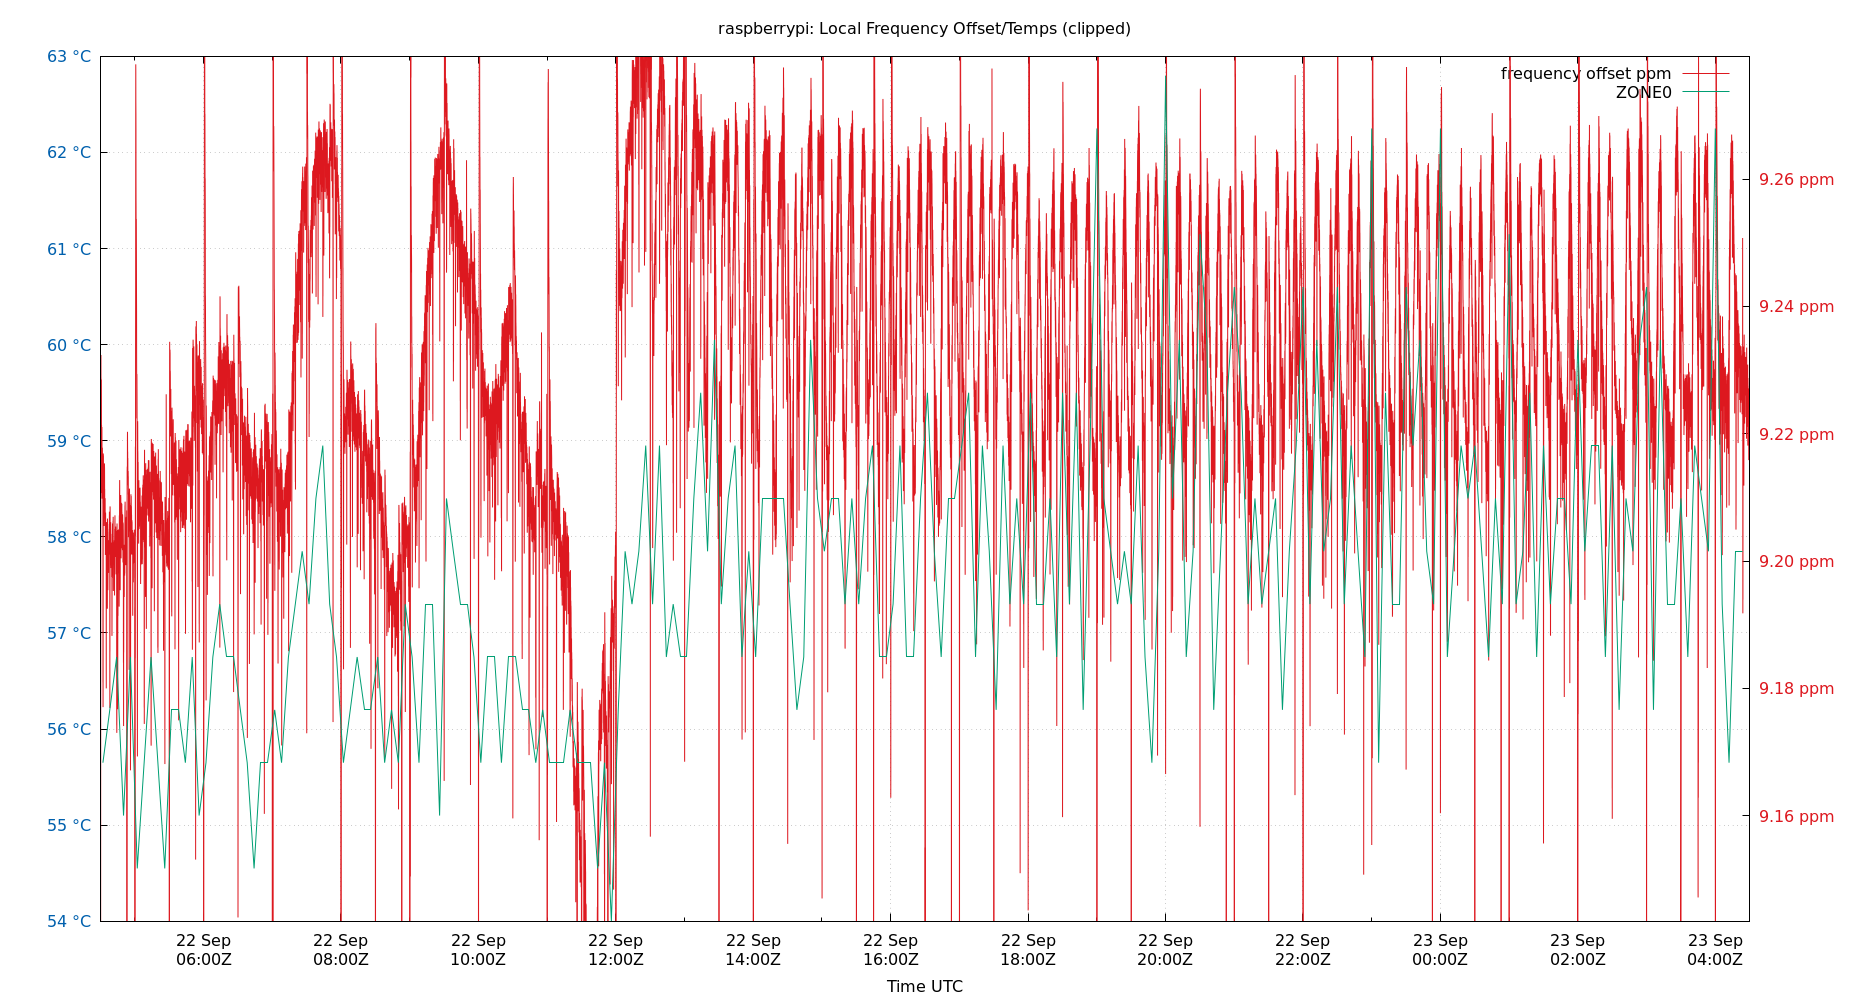 raspberrypi: Local Frequency Offset/Temps (clipped)
63 °C
62 °C
61 °C
60 °C
59 °C
58 °C
57 °C
56 °C
55 °C
54 °C
frequency offset ppm
ZONE0
9.26 ppm
9.24 ppm
9.22 ppm
9.20 ppm
9.18 ppm
9.16 ppm
22 Sep 22 Sep 22 Sep 22 Sep 22 Sep 22 Sep 22 Sep 22 Sep 22 Sep 23 Sep 23 Sep 23 Sep
06:00Z 08:00Z 10:00Z 12:00Z 14:00Z 16:00Z 18:00Z 20:00Z 22:00Z 00:00Z 02:00Z 04:00Z
Time UTC